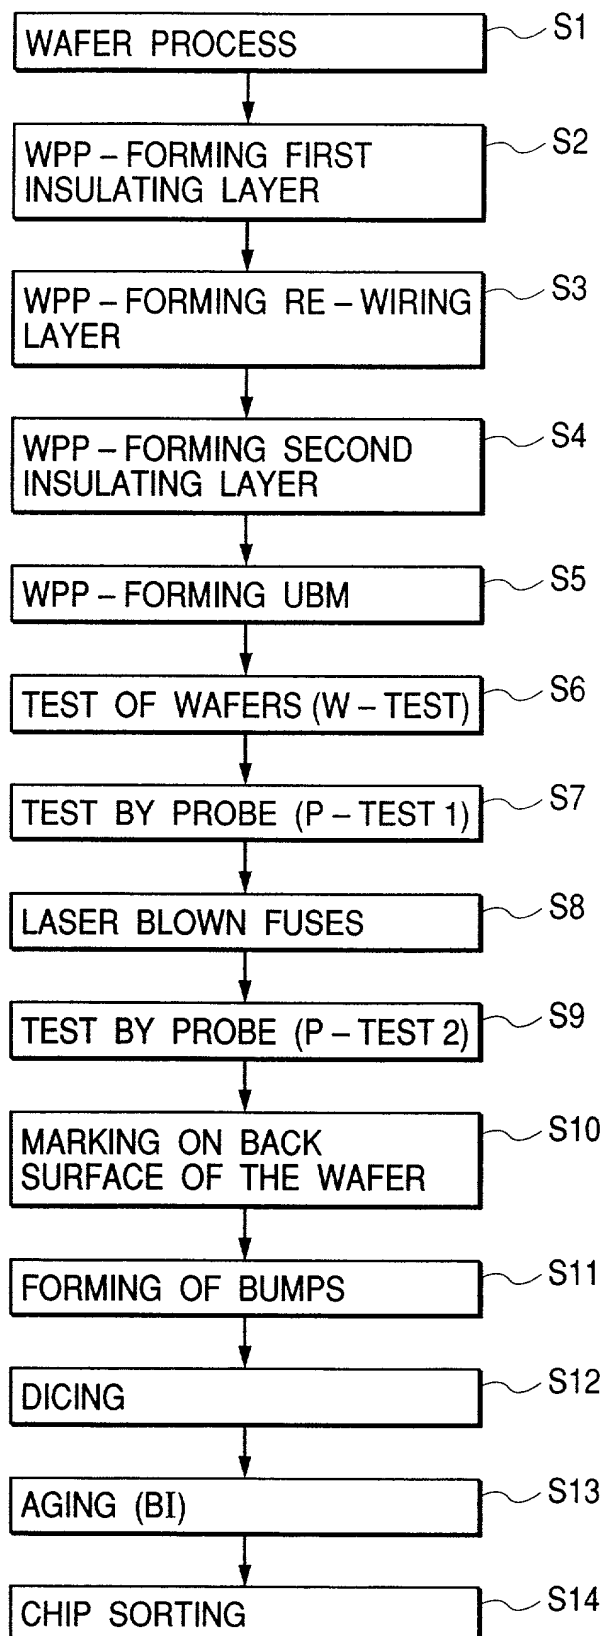 WAFER PROCESS
S1
WPP – FORMING FIRST
INSULATING LAYER
S2
WPP – FORMING RE – WIRING
LAYER
S3
WPP – FORMING SECOND
INSULATING LAYER
S4
WPP – FORMING UBM
S5
TEST OF WAFERS (W – TEST)
S6
TEST BY PROBE (P – TEST 1)
S7
LASER BLOWN FUSES
S8
TEST BY PROBE (P – TEST 2)
S9
MARKING ON BACK
SURFACE OF THE WAFER
S10
FORMING OF BUMPS
S11
DICING
S12
AGING (BI)
S13
CHIP SORTING
S14